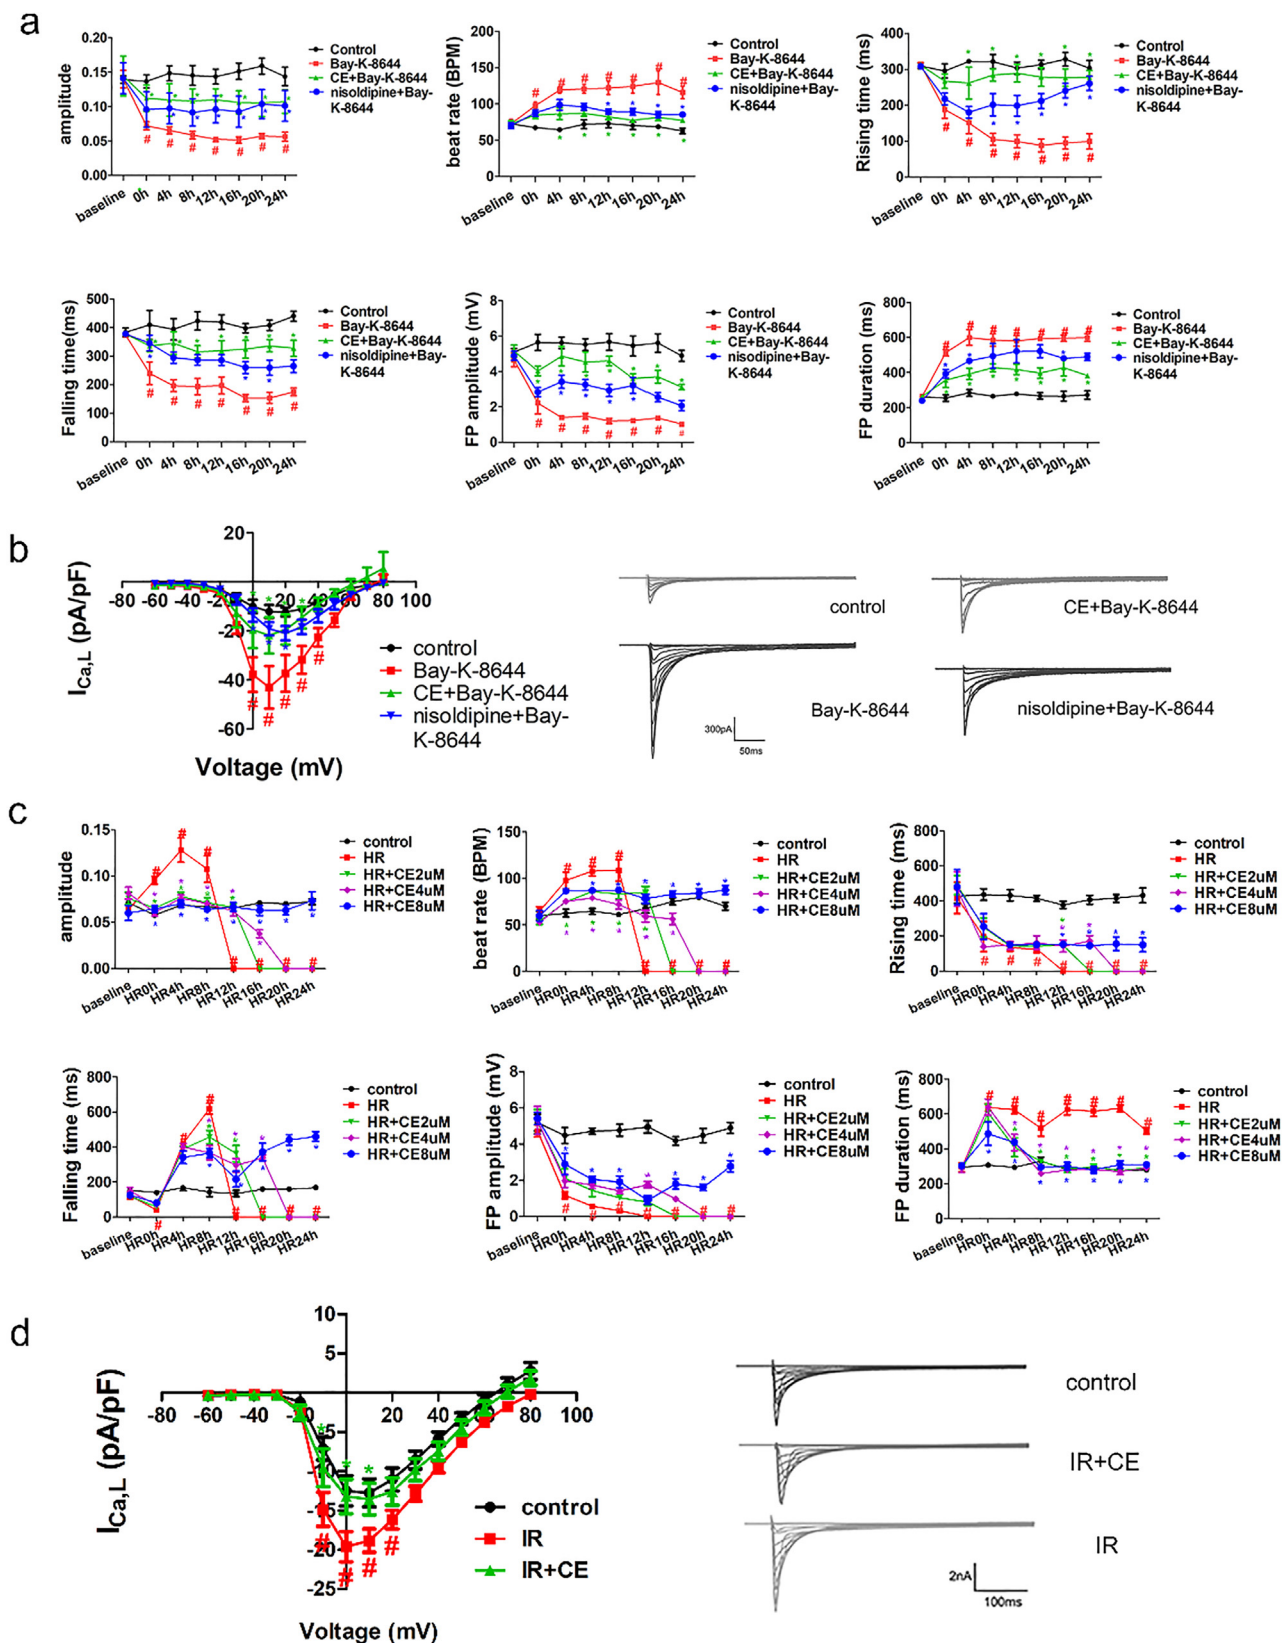 a
amplitude
0.20
0.15
0.10
0.05
0.00
baseline
0h
4h
8h
12h
16h
20h
24h
Control
Bay-K-8644
CE+Bay-K-8644
nisoldipine+Bay-
K-8644
beat rate (BPM)
200
150
100
50
0
baseline
0h
4h
8h
12h
16h
20h
24h
Control
Bay-K-8644
CE+Bay-K-8644
nisoldipine+Bay-
K-8644
Rising time (ms)
400
300
200
100
0
baseline
0h
4h
8h
12h
16h
20h
24h
Control
Bay-K-8644
CE+Bay-K-8644
nisoldipine+Bay-
K-8644
Falling time(ms)
500
400
300
200
100
0
baseline
0h
4h
8h
12h
16h
20h
24h
Control
Bay-K-8644
CE+Bay-K-8644
nisoldipine+Bay-
K-8644
FP amplitude (mV)
8
6
4
2
0
baseline
0h
4h
8h
12h
16h
20h
24h
Control
Bay-K-8644
CE+Bay-K-8644
nisodipine+Bay-
K-8644
FP duration (ms)
800
600
400
200
0
baseline
0h
4h
8h
12h
16h
20h
24h
Control
Bay-K-8644
CE+Bay-K-8644
nisoldipine+Bay-
K-8644
b
ICa,L (pA/pF)
20
-80 -60 -40 -20 20 40 60 80 100
-20
-40
-60
Voltage (mV)
control
Bay-K-8644
CE+Bay-K-8644
nisoldipine+Bay-
K-8644
control
CE+Bay-K-8644
Bay-K-8644
nisoldipine+Bay-K-8644
300pA
50ms
c
amplitude
0.15
0.10
0.05
0.00
baseline
HR0h
HR4h
HR8h
HR12h
HR16h
HR20h
HR24h
control
HR
HR+CE2uM
HR+CE4uM
HR+CE8uM
beat rate (BPM)
150
100
50
0
baseline
HR0h
HR4h
HR8h
HR12h
HR16h
HR20h
HR24h
control
HR
HR+CE2uM
HR+CE4uM
HR+CE8uM
Rising time (ms)
800
600
400
200
0
baseline
HR0h
HR4h
HR8h
HR12h
HR16h
HR20h
HR24h
control
HR
HR+CE2uM
HR+CE4uM
HR+CE8uM
Falling time (ms)
800
600
400
200
0
baseline
HR0h
HR4h
HR8h
HR12h
HR16h
HR20h
HR24h
control
HR
HR+CE2uM
HR+CE4uM
HR+CE8uM
FP amplitude (mV)
8
6
4
2
0
baseline
HR0h
HR4h
HR8h
HR12h
HR16h
HR20h
HR24h
control
HR
HR+CE2uM
HR+CE4uM
HR+CE8uM
FP duration (ms)
800
600
400
200
0
baseline
HR0h
HR4h
HR8h
HR12h
HR16h
HR20h
HR24h
control
HR
HR+CE2uM
HR+CE4uM
HR+CE8uM
d
ICa,L (pA/pF)
10
5
-80 -60 -40 20 40 60 80 100
-25
Voltage (mV)
control
IR
IR+CE
control
IR+CE
IR
2nA
100ms